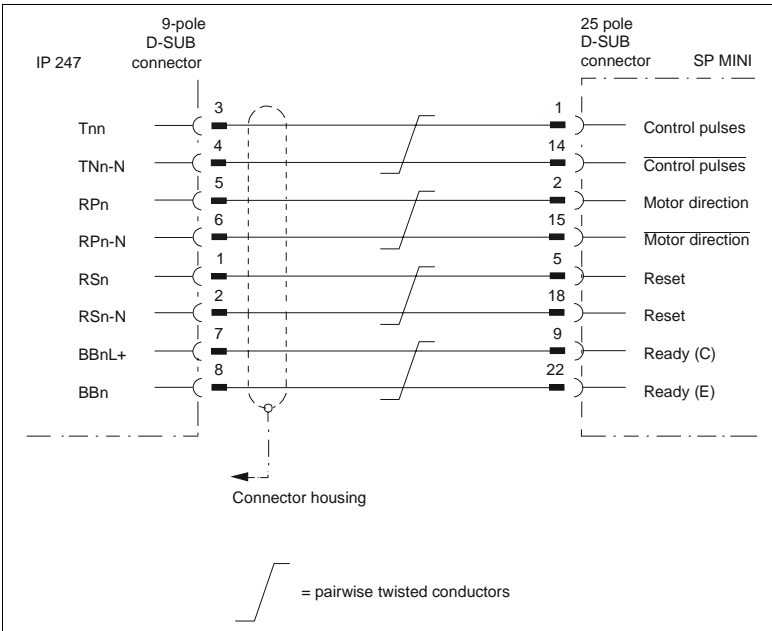 9-pole
D-SUB
connector
IP 247
25 pole
D-SUB
connector
SP MINI
Tnn 3 1 Control pulses
TNn-N 4 14 Control pulses
RPn 5 2 Motor direction
RPn-N 6 15 Motor direction
RSn 1 5 Reset
RSn-N 2 18 Reset
BBnL+ 7 9 Ready (C)
BBn 8 22 Ready (E)
Connector housing
= pairwise twisted conductors